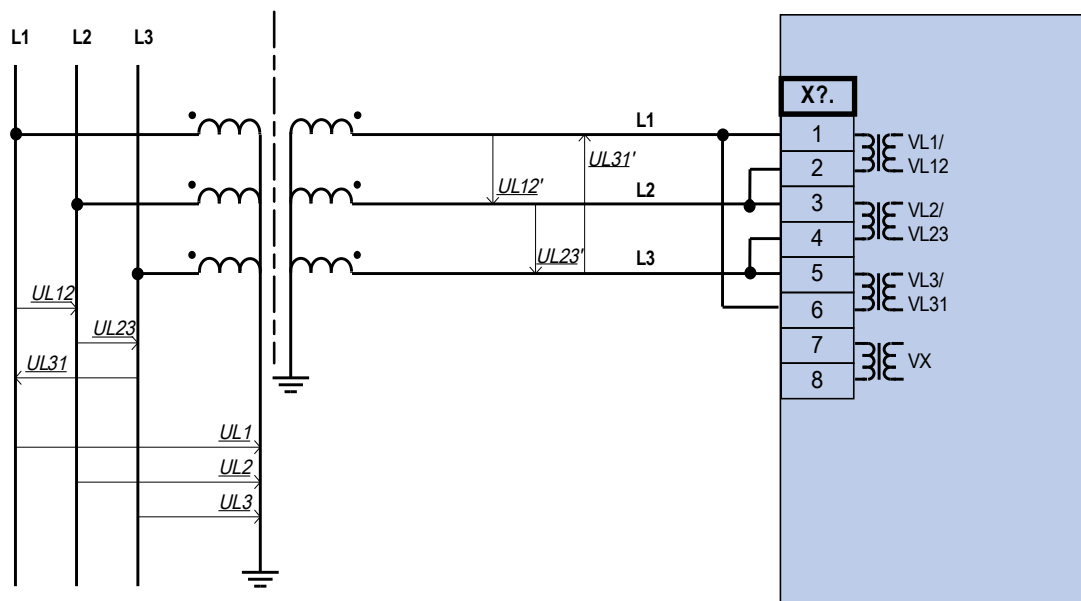 L1 L2 L3
X?.
L1
1
VL1/
VL12
UL31'
2
UL12'
L2
3
VL2/
VL23
4
UL23'
L3
5
VL3/
VL31
6
UL12
UL23
UL31
7
VX
8
UL1
UL2
UL3